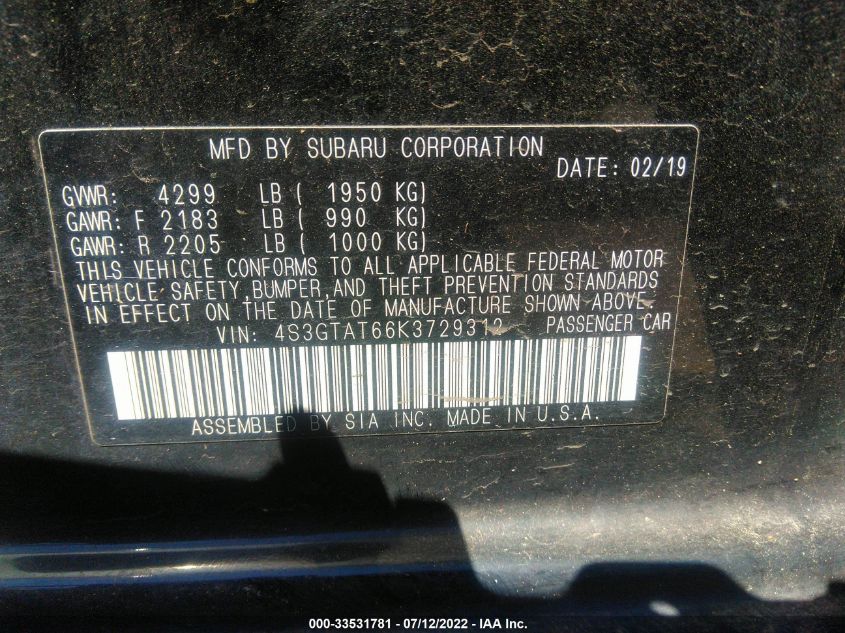 MFD BY SUBARU CORPORATION
DATE: 02/19
GVWR: 4299 LB ( 1950 KG)
GAWR: F 2183 LB ( 990 KG)
GAWR: R 2205 LB ( 1000 KG)
THIS VEHICLE CONFORMS TO ALL APPLICABLE FEDERAL MOTOR
VEHICLE SAFETY,BUMPER,AND THEFT PREVENTION STANDARDS
IN EFFECT ON THE DATE OF MANUFACTURE SHOWN ABOVE.
VIN: 4S3GTAT66K3729312 PASSENGER CAR
ASSEMBLED BY SIA INC. MADE IN U.S.A.
000-33531781 - 07/12/2022 - IAA Inc.